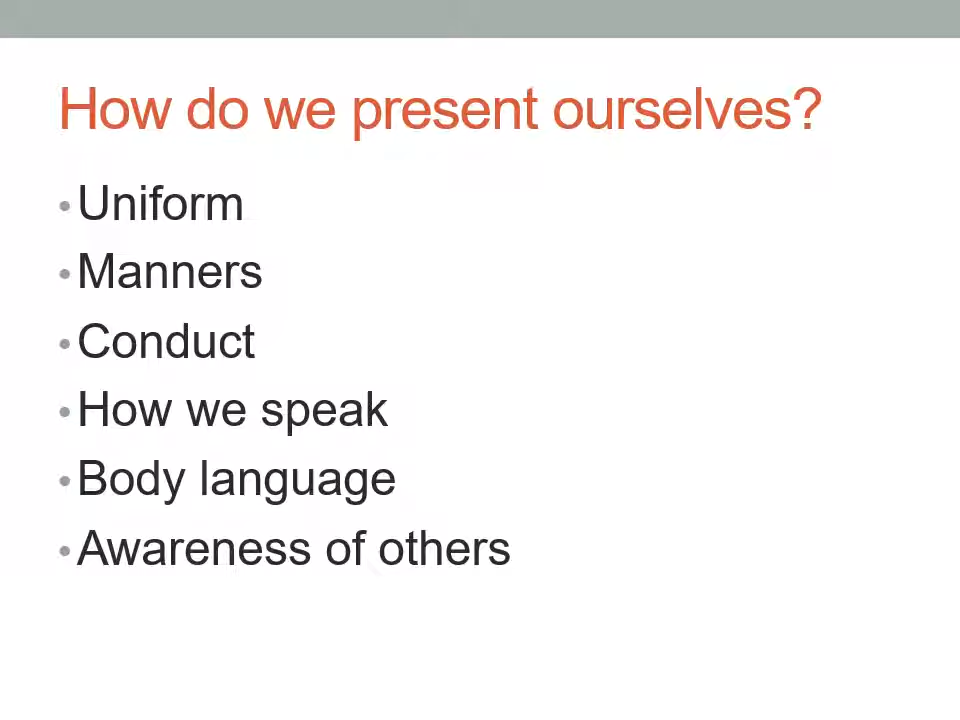 How do we present ourselves?
• Uniform
• Manners
• Conduct
• How we speak
• Body language
• Awareness of others